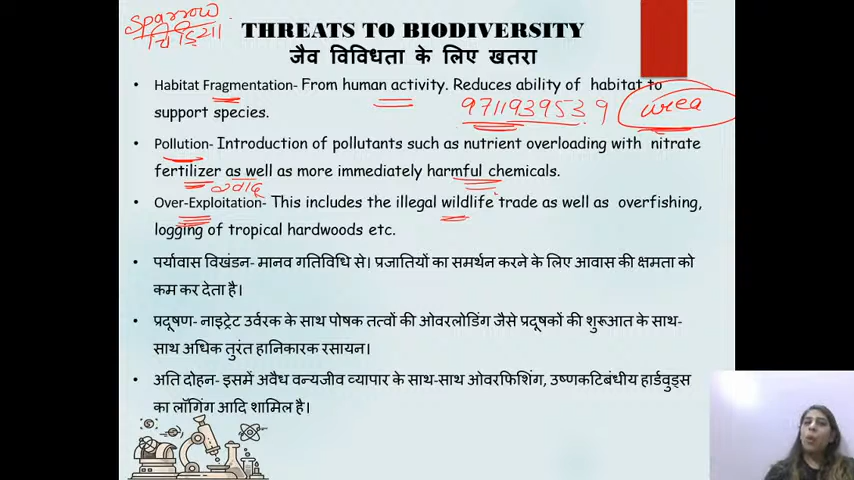 sparrow
चिड़िया।
THREATS TO BIODIVERSITY
जैव विविधता के लिए खतरा
• Habitat Fragmentation- From human activity. Reduces ability of habitat to
9711939539 urea
support species.
• Pollution- Introduction of pollutants such as nutrient overloading with nitrate
fertilizer as well as more immediately harmful chemicals.
• Over-Exploitation- This includes the illegal wildlife trade as well as overfishing,
logging of tropical hardwoods etc.
• पर्यावास विखंडन- मानव गतिविधि से। प्रजातियों का समर्थन करने के लिए आवास की क्षमता को
कम कर देता है।
• प्रदूषण- नाइट्रेट उर्वरक के साथ पोषक तत्वों की ओवरलोडिंग जैसे प्रदूषकों की शुरूआत के साथ-
साथ अधिक तुरंत हानिकारक रसायन।
• अति दोहन- इसमें अवैध वन्यजीव व्यापार के साथ-साथ ओवरफिशिंग, उष्णकटिबंधीय हार्डवुड्स
का लॉगिंग आदि शामिल है।